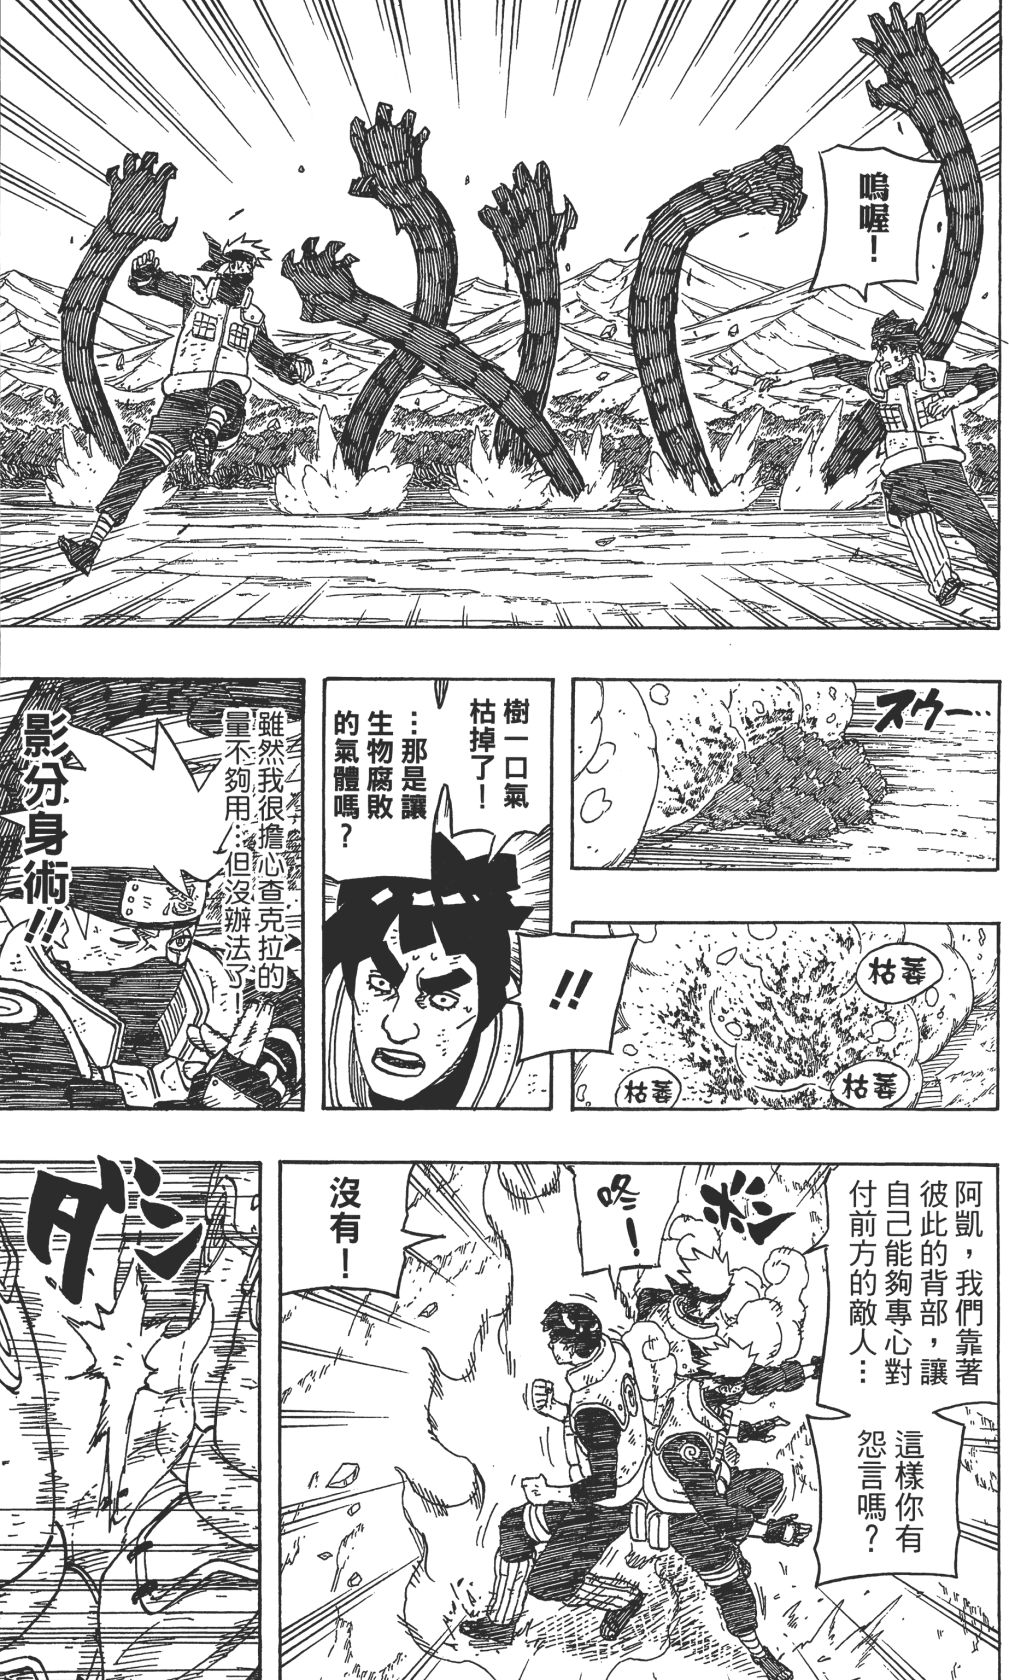 嗚喔！
スウー…
枯萎
枯萎
枯萎
!!
樹一口氣
枯掉了！
…那是讓
生物腐敗
的氣體嗎？
雖然我很擔心查克拉的
量不夠用…但沒辦法了！
影分身術!!
阿凱，我們靠著
彼此的背部，讓
自己能夠專心對
付前方的敵人…
這樣你有
怨言嗎？
ボン
咚！
沒有！
ダン